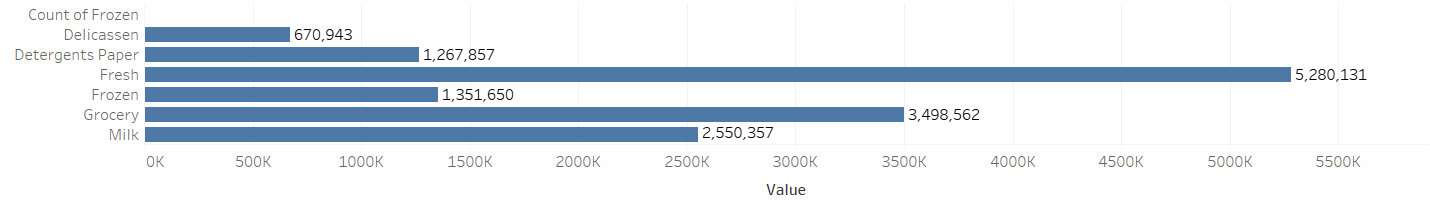 Count of Frozen
Delicassen 670,943
Detergents Paper 1,267,857
Fresh 5,280,131
Frozen 1,351,650
Grocery 3,498,562
Milk 2,550,357
0K 500K 1000K 1500K 2000K 2500K 3000K 3500K 4000K 4500K 5000K 5500K
Value